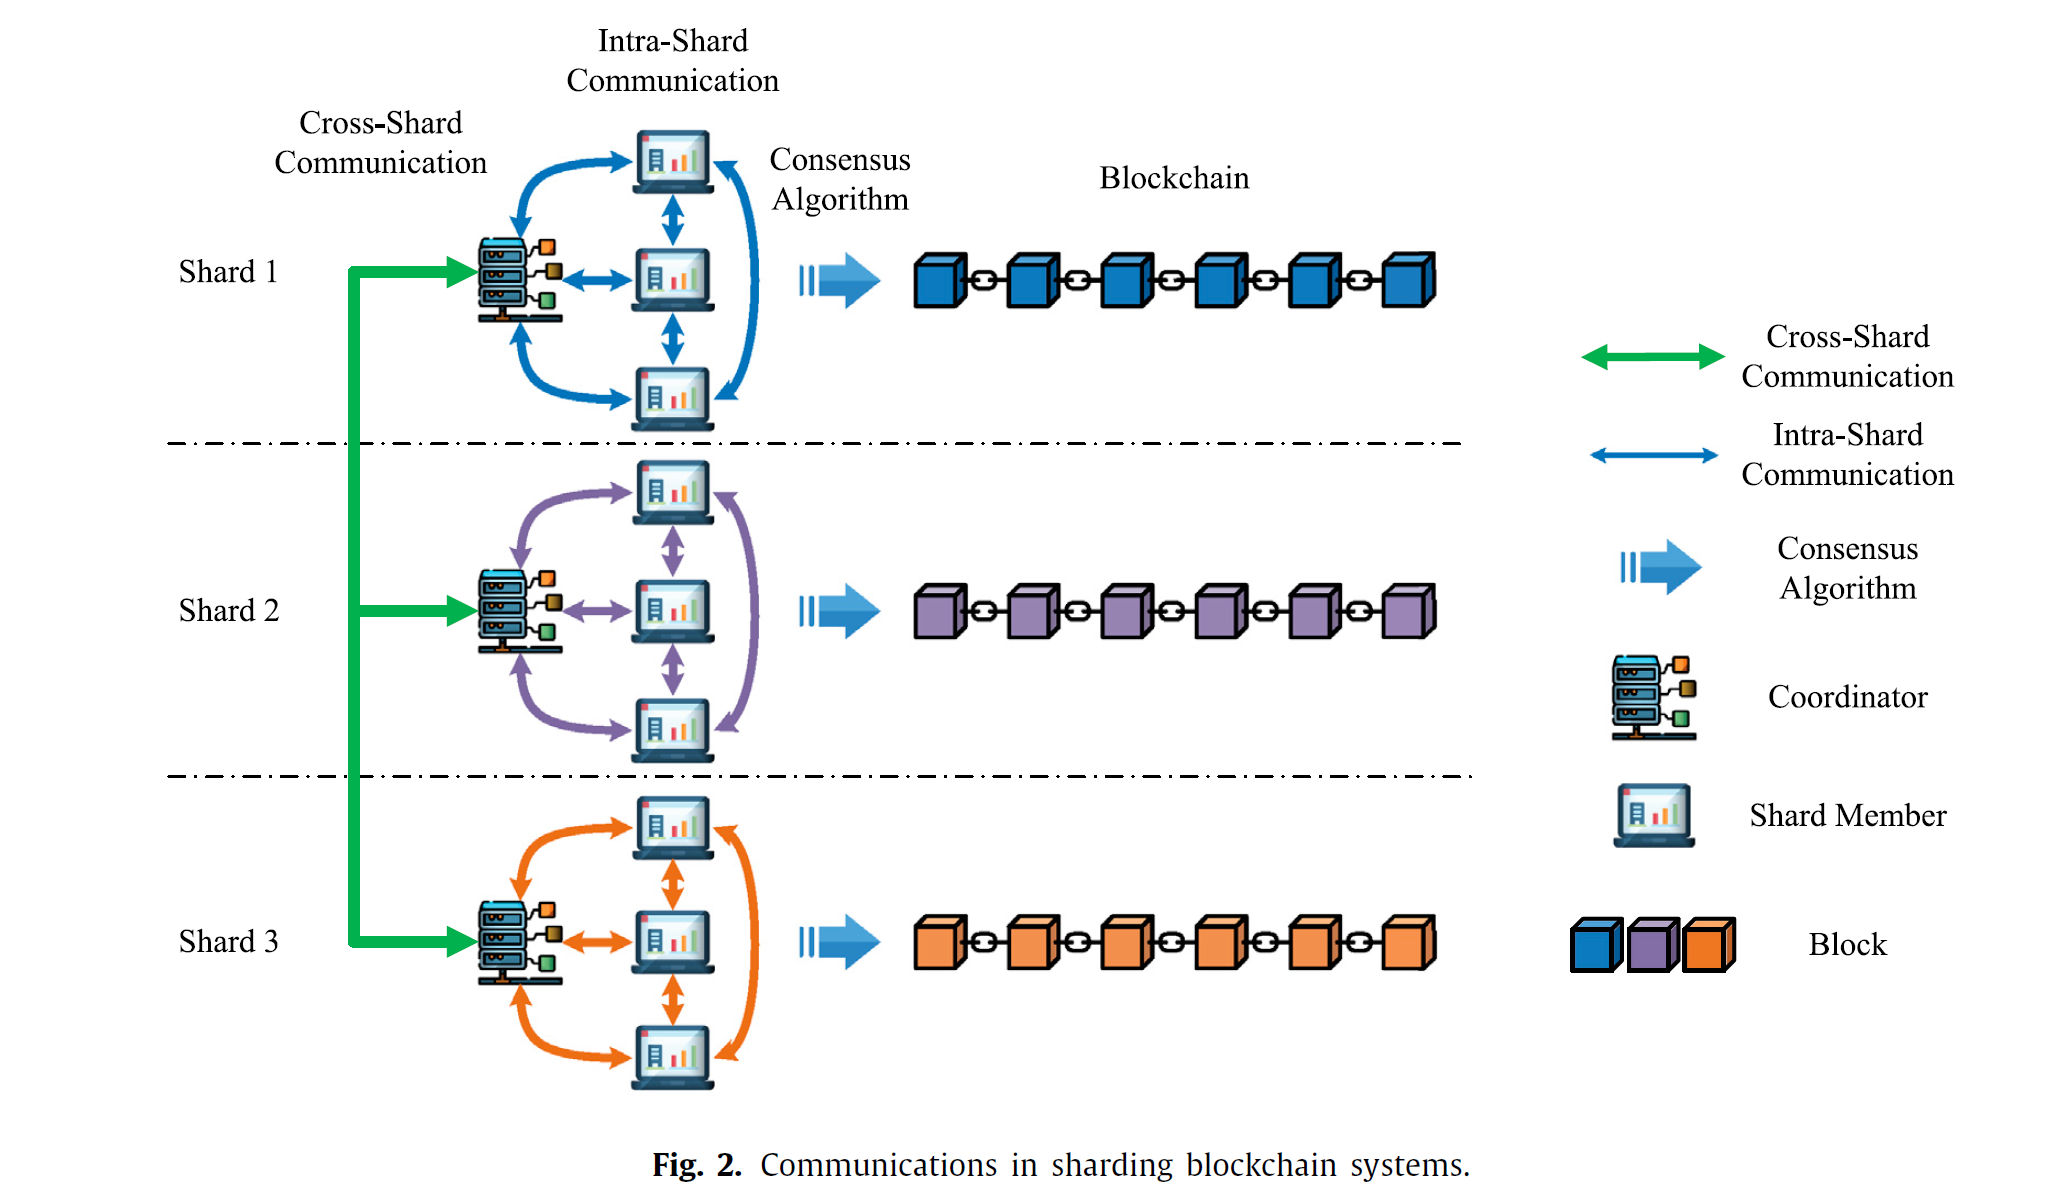 Intra-Shard
Communication
Cross-Shard
Communication
Consensus
Algorithm
Blockchain
Shard 1
Shard 2
Shard 3
Cross-Shard
Communication
Intra-Shard
Communication
Consensus
Algorithm
Coordinator
Shard Member
Block
Fig. 2. Communications in sharding blockchain systems.